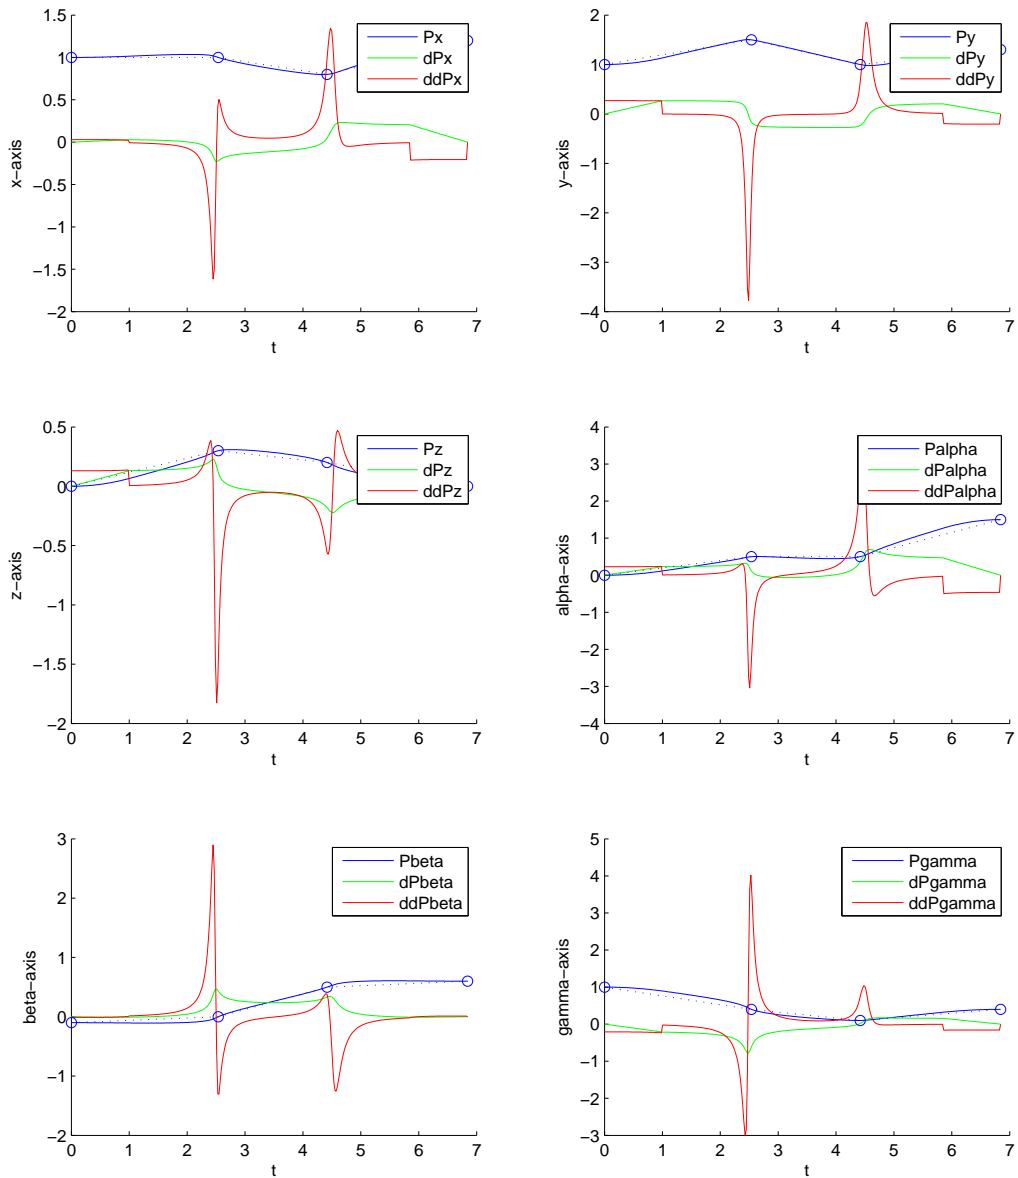 1.5
1
0.5
0
−0.5
−1
−1.5
−2
x−axis
0 1 2 3 4 5 6 7
t
Px
dPx
ddPx
2
1
0
−1
−2
−3
−4
y−axis
0 1 2 3 4 5 6 7
t
Py
dPy
ddPy
0.5
0
−0.5
−1
−1.5
−2
z−axis
0 1 2 3 4 5 6 7
t
Pz
dPz
ddPz
4
3
2
1
0
−1
−2
−3
−4
alpha−axis
0 1 2 3 4 5 6 7
t
Palpha
dPalpha
ddPalpha
3
2
1
0
−1
−2
beta−axis
0 1 2 3 4 5 6 7
t
Pbeta
dPbeta
ddPbeta
5
4
3
2
1
0
−1
−2
−3
gamma−axis
0 1 2 3 4 5 6 7
t
Pgamma
dPgamma
ddPgamma